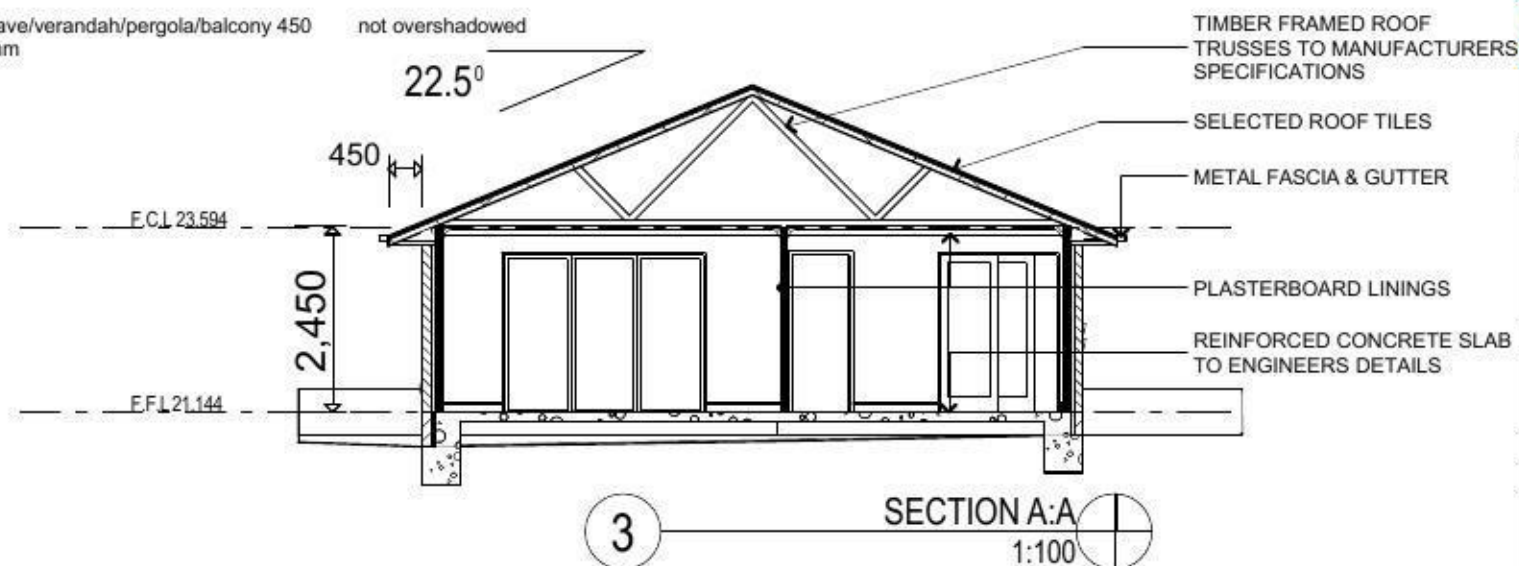 ave/verandah/pergola/balcony 450 not overshadowed
m
22.5⁰
TIMBER FRAMED ROOF
TRUSSES TO MANUFACTURERS
SPECIFICATIONS
SELECTED ROOF TILES
450
METAL FASCIA & GUTTER
F.C.L 23.594
2,450
PLASTERBOARD LININGS
REINFORCED CONCRETE SLAB
TO ENGINEERS DETAILS
F.F.L 21.144
3
SECTION A:A
1:100